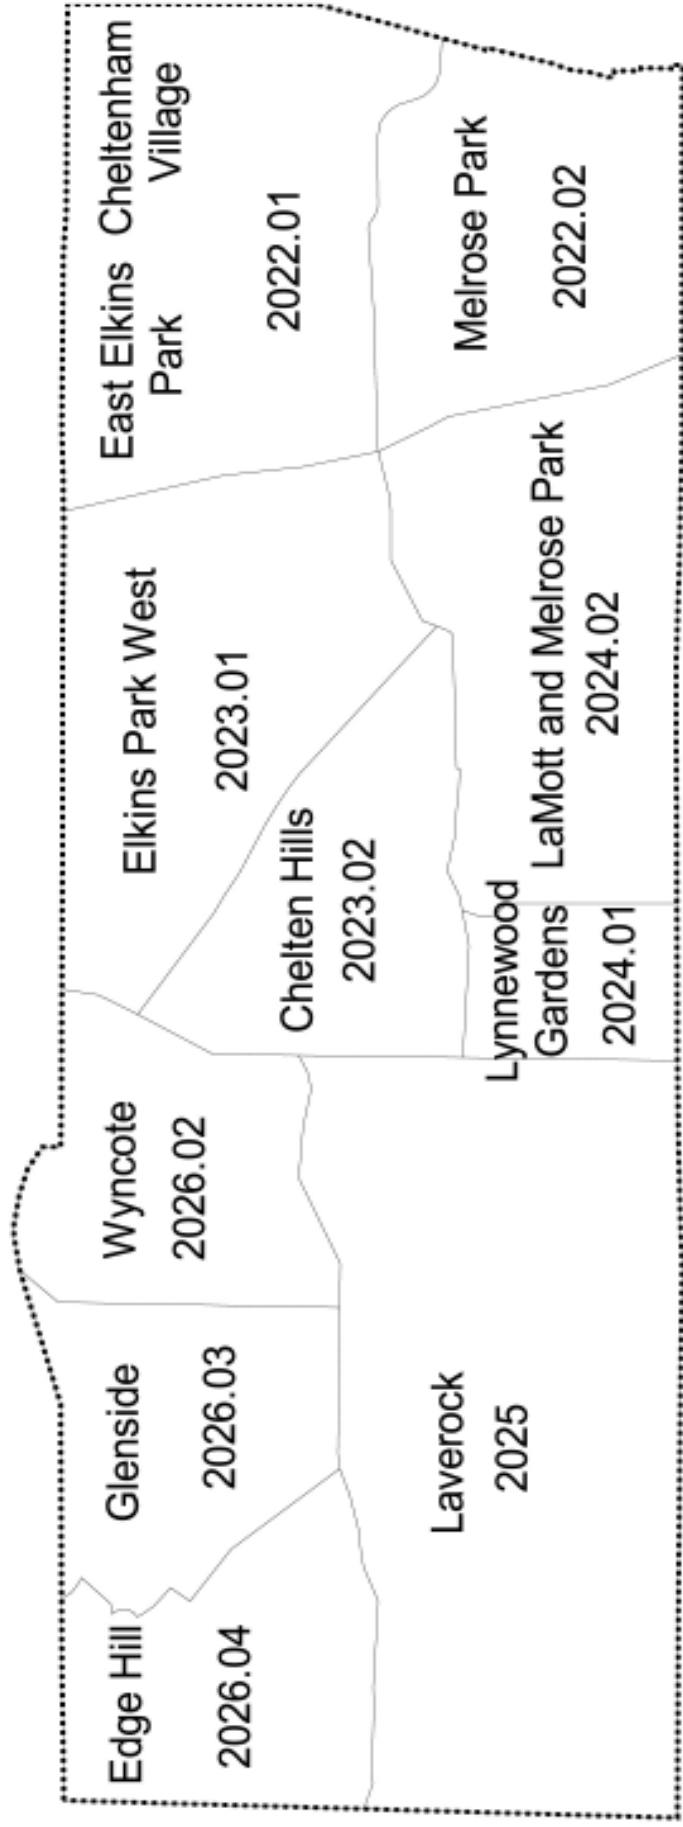 Edge Hill
2026.04
Glenside
2026.03
Wyncote
2026.02
Elkins Park West
2023.01
East Elkins
Park
Cheltenham
Village
2022.01
Chelten Hills
2023.02
Laverock
2025
Lynnewood
Gardens
2024.01
LaMott and Melrose Park
2024.02
Melrose Park
2022.02